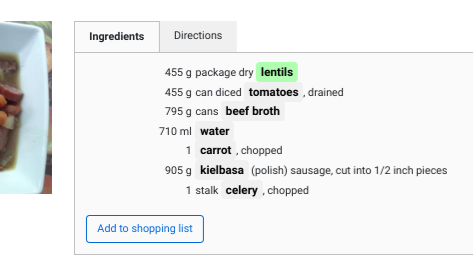 Ingredients
Directions
455 g package dry lentils
455 g can diced tomatoes , drained
795 g cans beef broth
710 ml water
1 carrot , chopped
905 g kielbasa (polish) sausage, cut into 1/2 inch pieces
1 stalk celery , chopped
Add to shopping list